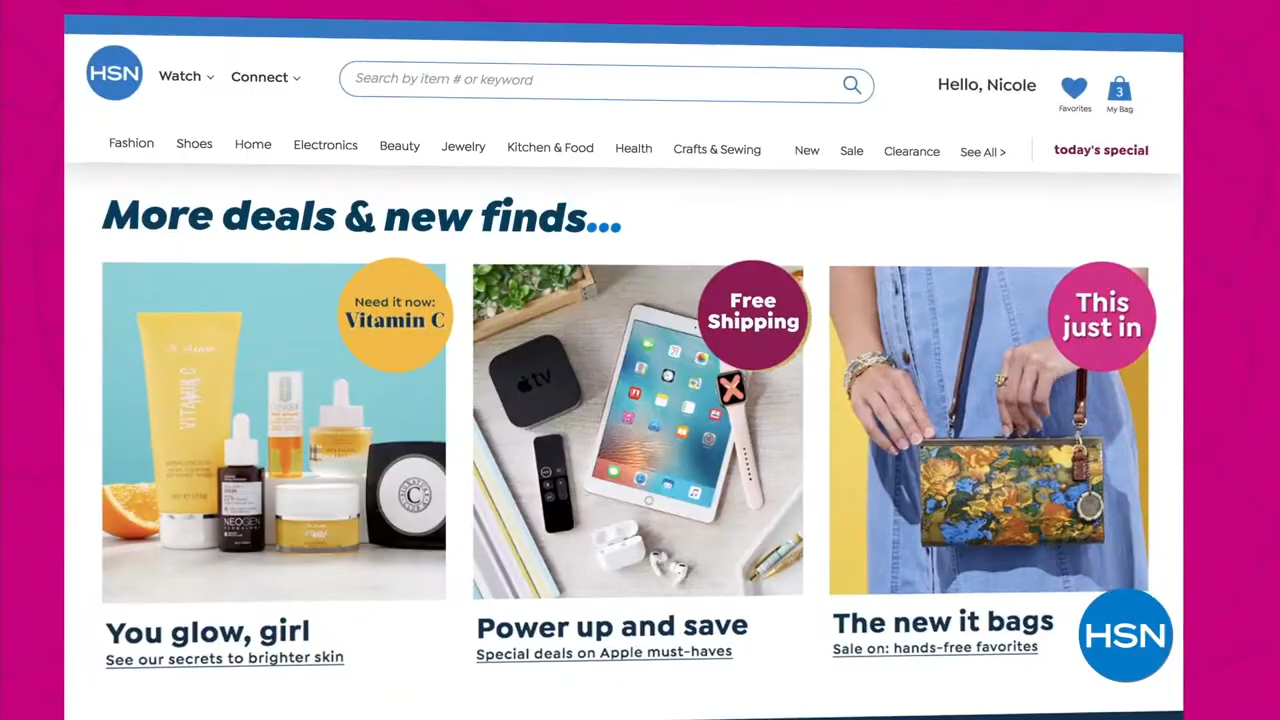 HSN
Watch
Connect
Search by item # or keyword
Hello, Nicole
Favorites
3
My Bag
Fashion
Shoes
Home
Electronics
Beauty
Jewelry
Kitchen & Food
Health
Crafts & Sewing
New
Sale
Clearance
See All >
today's special
More deals & new finds...
Need it now:
Vitamin C
VITAMIN C
NEOGEN
C
You glow, girl
See our secrets to brighter skin
Free
Shipping
tv
Power up and save
Special deals on Apple must-haves
This
just in
The new it bags
Sale on: hands-free favorites
HSN